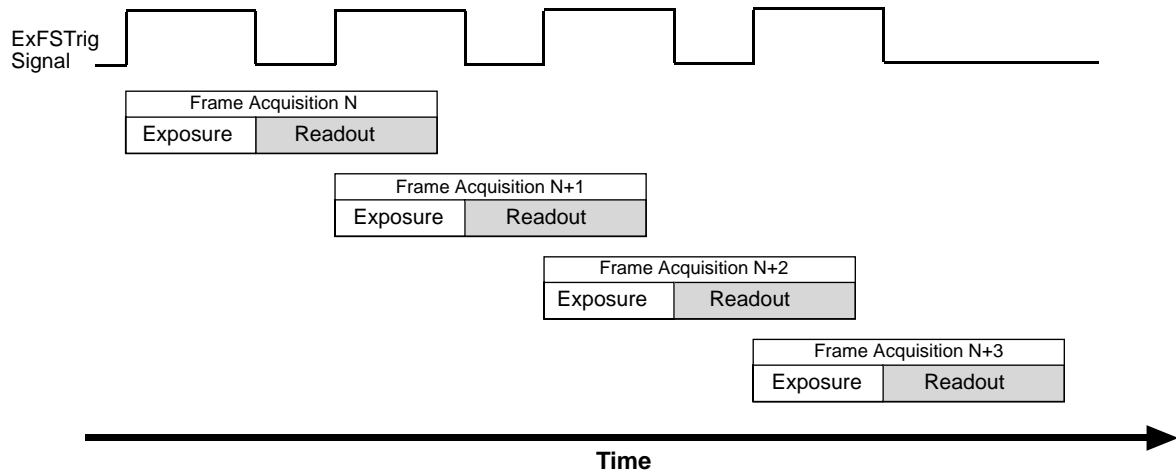 ExFSTrig
Signal
Frame Acquisition N
Exposure Readout
Frame Acquisition N+1
Exposure Readout
Frame Acquisition N+2
Exposure Readout
Frame Acquisition N+3
Exposure Readout
Time